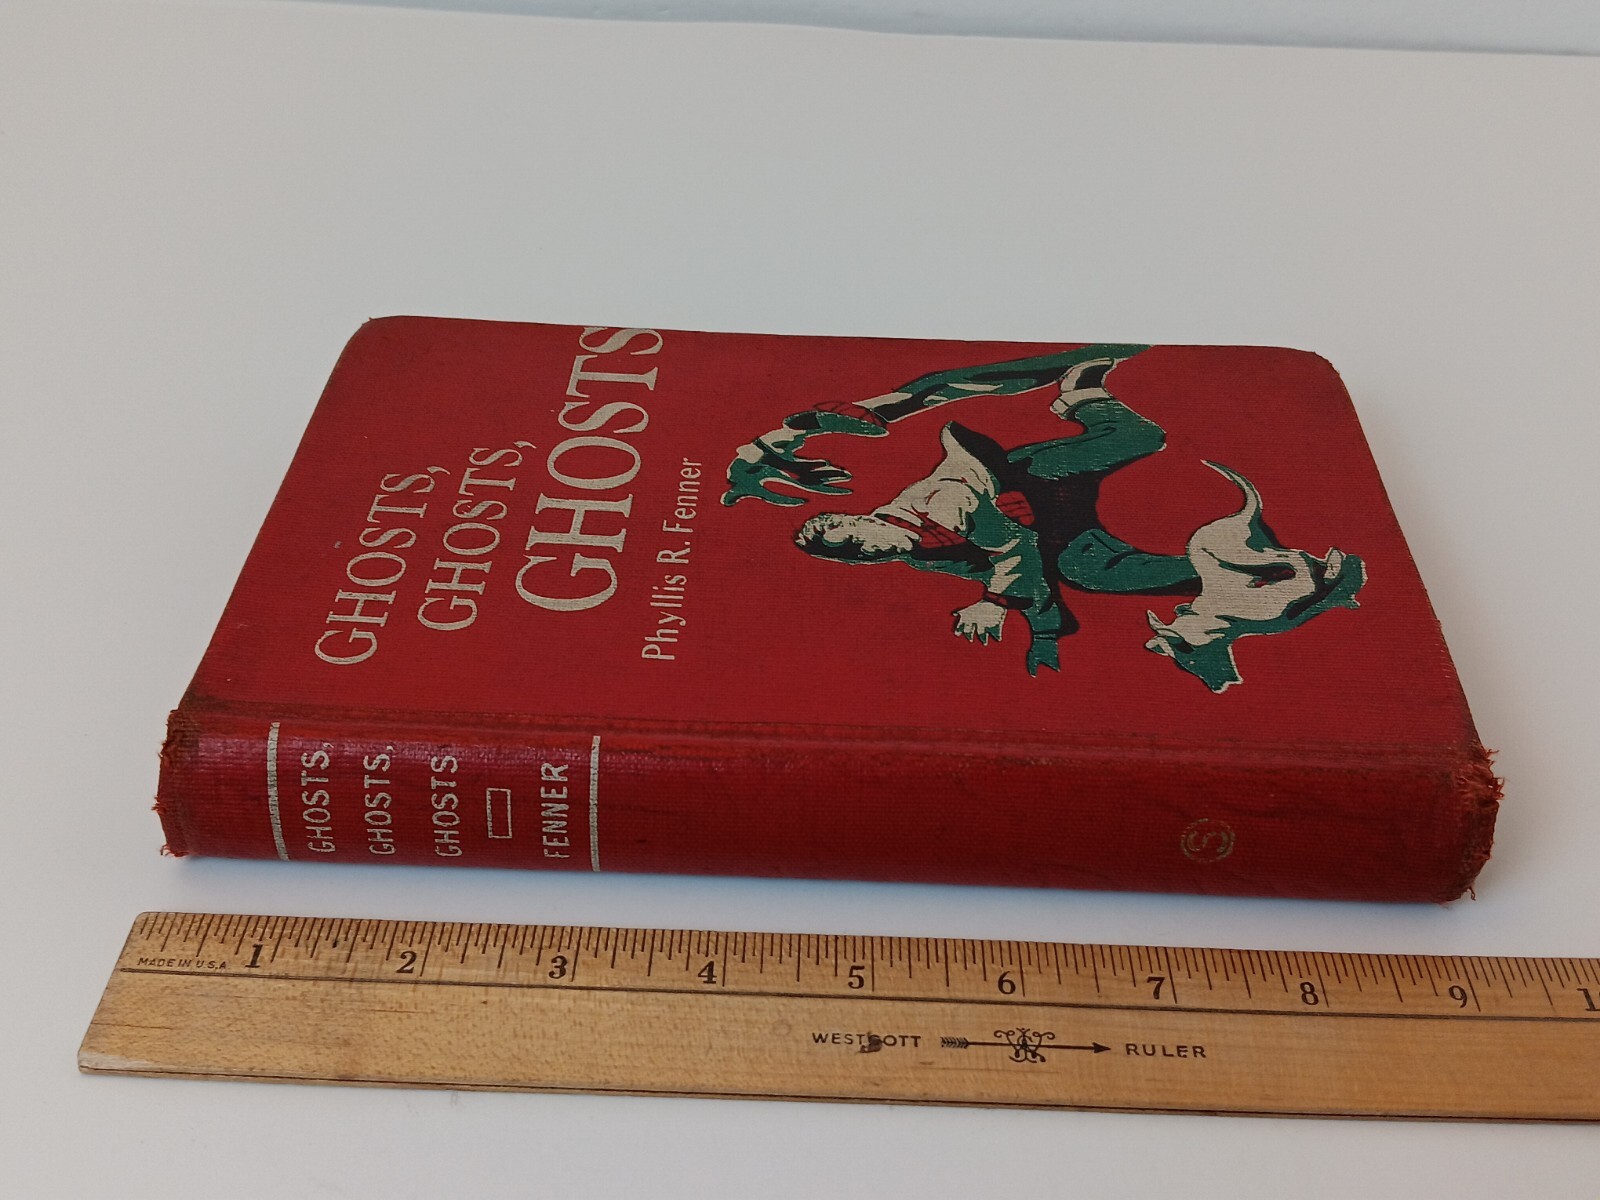 GHOSTS,
GHOSTS,
GHOSTS
Phyllis R. Fenner
GHOSTS,
GHOSTS,
GHOSTS
FENNER
S
1 2 3 4 5 6 7 8 9
MADE IN U.S.A.
WESTCOTT RULER